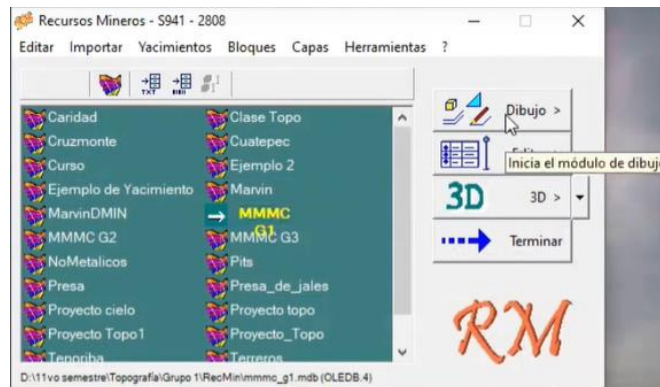 Recursos Mineros - S941 - 2808
Editar Importar Yacimientos Bloques Capas Herramientas ?
TXT
Caridad Clase Topo
Cruzmonte Cuatepec
Curso Ejemplo 2
Ejemplo de Yacimiento Marvin
MarvinDMIN MMMC G1
MMMC G2 MMMC G3
NoMetalicos Pits
Presa Presa_de_jales
Proyecto cielo Proyecto topo
Proyecto Topo1 Proyecto_Topo
Tenoriba Terreros
Dibujo >
Inicia el módulo de dibujo
3D 3D >
Terminar
RM
D:\11vo semestre\Topografía\Grupo 1\RecMin\mmmc_g1.mdb (OLEDB.4)